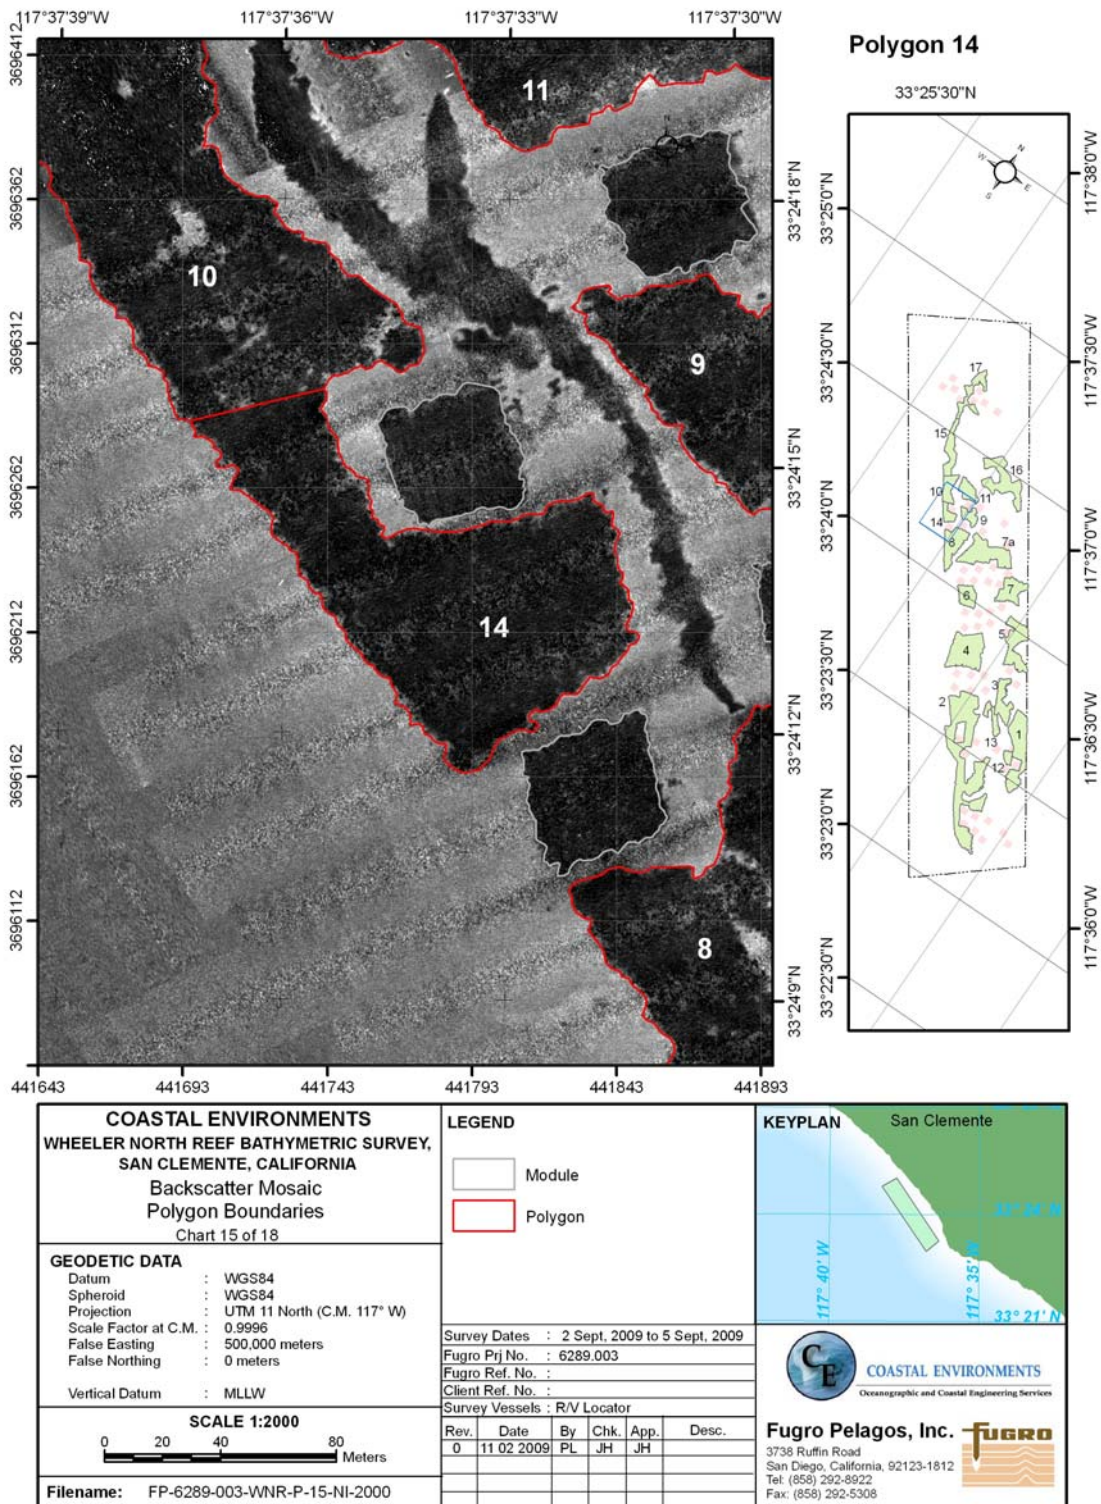 117°37'39"W 117°37'36"W 117°37'33"W 117°37'30"W
3696412
3696362
3696312
3696262
3696212
3696162
3696112
11
10
9
14
8
33°24'18"N
33°24'15"N
33°24'12"N
33°24'9"N
441643 441693 441743 441793 441843 441893
Polygon 14
33°25'30"N
N
W
E
S
33°25'0"N
33°24'30"N
33°24'0"N
33°23'30"N
33°23'0"N
33°22'30"N
117°38'0"W
117°37'30"W
117°37'0"W
117°36'30"W
117°36'0"W
17
15
16
10
11
14
9
8
7a
6
7
5
4
3
2
1
13
12
COASTAL ENVIRONMENTS
WHEELER NORTH REEF BATHYMETRIC SURVEY,
SAN CLEMENTE, CALIFORNIA
Backscatter Mosaic
Polygon Boundaries
Chart 15 of 18
GEODETIC DATA
Datum : WGS84
Spheroid : WGS84
Projection : UTM 11 North (C.M. 117° W)
Scale Factor at C.M. : 0.9996
False Easting : 500,000 meters
False Northing : 0 meters
Vertical Datum : MLLW
SCALE 1:2000
0 20 40 80
Meters
Filename: FP-6289-003-WNR-P-15-NI-2000
LEGEND
Module
Polygon
Survey Dates : 2 Sept, 2009 to 5 Sept, 2009
Fugro Prj No. : 6289.003
Fugro Ref. No. :
Client Ref. No. :
Survey Vessels : R/V Locator
Rev. Date By Chk. App. Desc.
0 11 02 2009 PL JH JH
KEYPLAN
San Clemente
33° 24' N
117° 40' W
117° 35' W
33° 21' N
CE
COASTAL ENVIRONMENTS
Oceanographic and Coastal Engineering Services
Fugro Pelagos, Inc.
3738 Ruffin Road
San Diego, California, 92123-1812
Tel: (858) 292-8922
Fax: (858) 292-5308
FUGRO